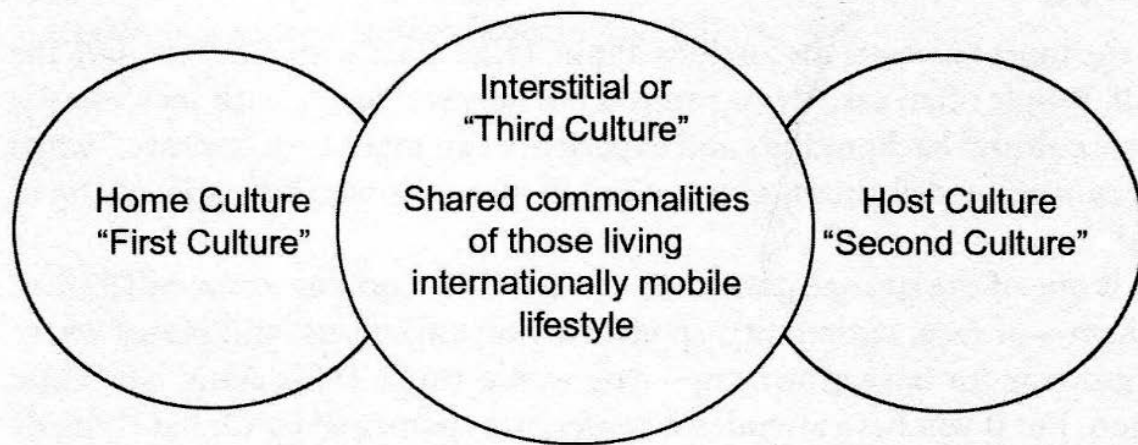 Home Culture
“First Culture”
Interstitial or
“Third Culture”
Shared commonalities
of those living
internationally mobile
lifestyle
Host Culture
“Second Culture”